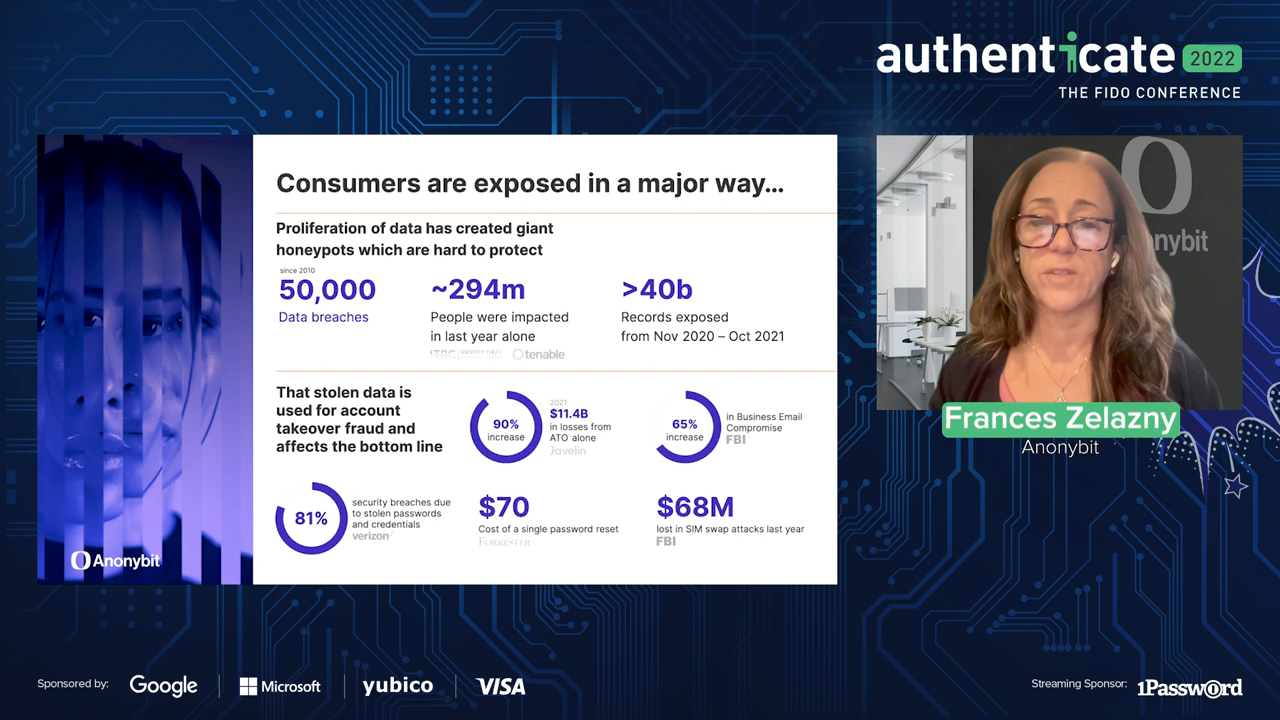 authenticate 2022
THE FIDO CONFERENCE
Consumers are exposed in a major way...
Proliferation of data has created giant
honeypots which are hard to protect
since 2010
50,000
Data breaches
~294m
People were impacted
in last year alone
ITRC IDENTITY THEFT
tenable
>40b
Records exposed
from Nov 2020 – Oct 2021
That stolen data is
used for account
takeover fraud and
affects the bottom line
90%
increase
2021
$11.4B
in losses from
ATO alone
Javelin
65%
increase
in Business Email
Compromise
FBI
81%
security breaches due
to stolen passwords
and credentials
verizon
$70
Cost of a single password reset
FORRESTER
$68M
lost in SIM swap attacks last year
FBI
Anonybit
nybit
Frances Zelazny
Anonybit
Sponsored by:
Google
Microsoft
yubico
VISA
Streaming Sponsor:
1Password